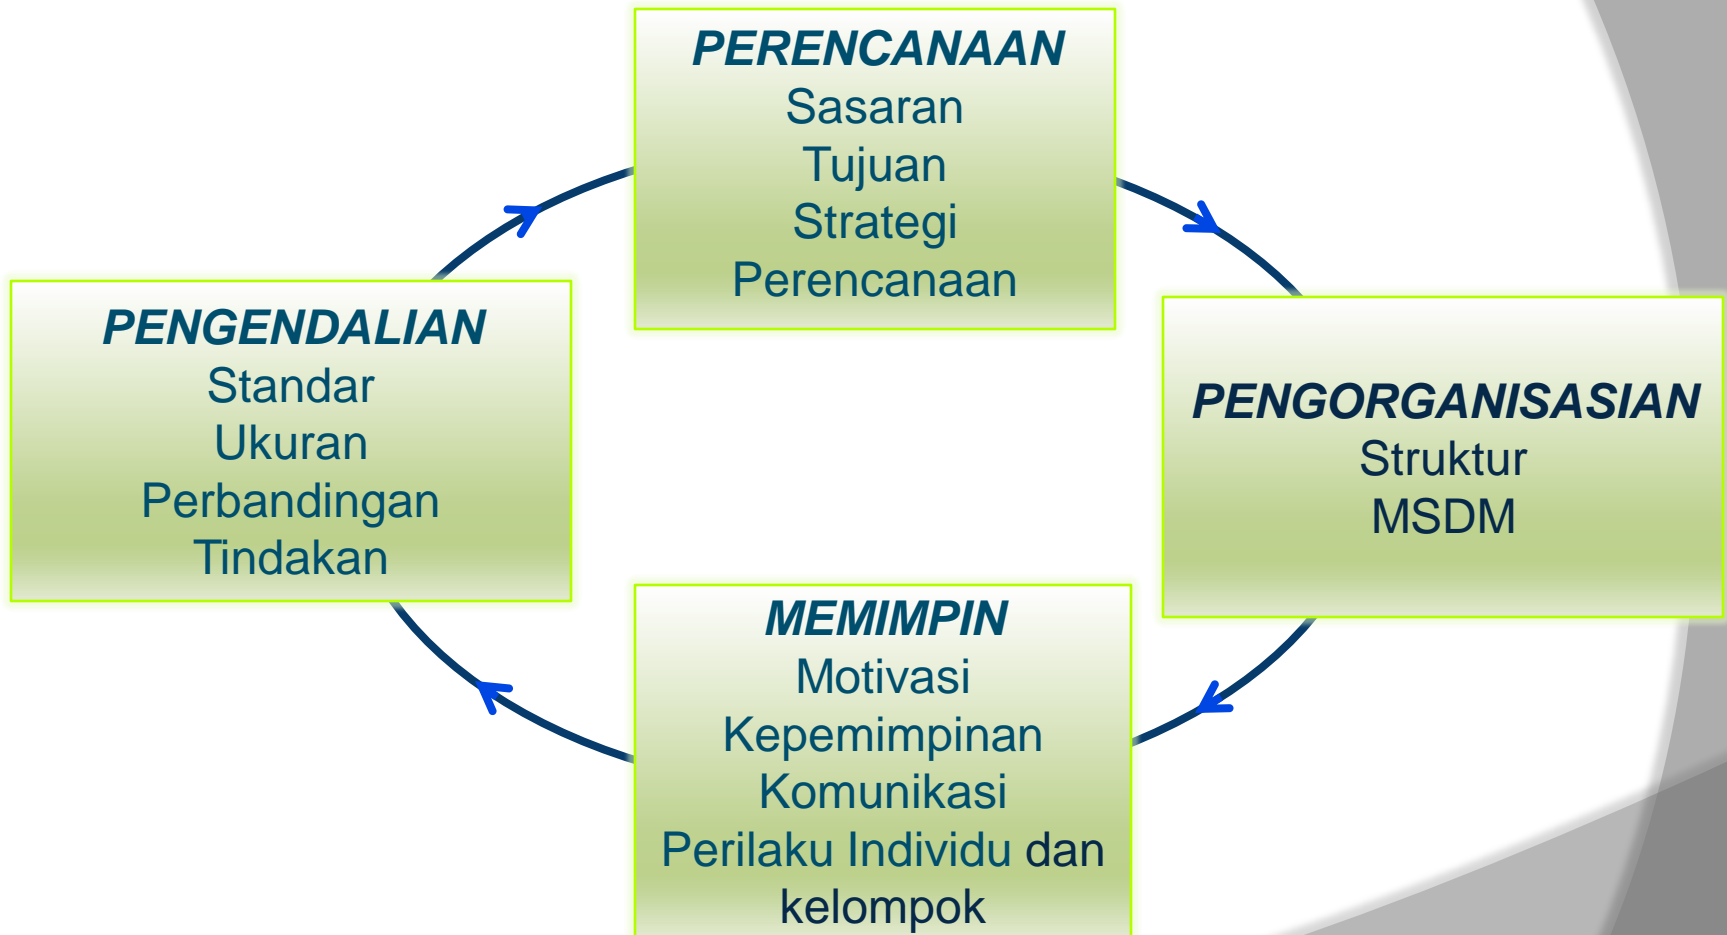 PERENCANAAN
Sasaran
Tujuan
Strategi
Perencanaan
PENGENDALIAN
Standar
Ukuran
Perbandingan
Tindakan
PENGORGANISASIAN
Struktur
MSDM
MEMIMPIN
Motivasi
Kepemimpinan
Komunikasi
Perilaku Individu dan
kelompok